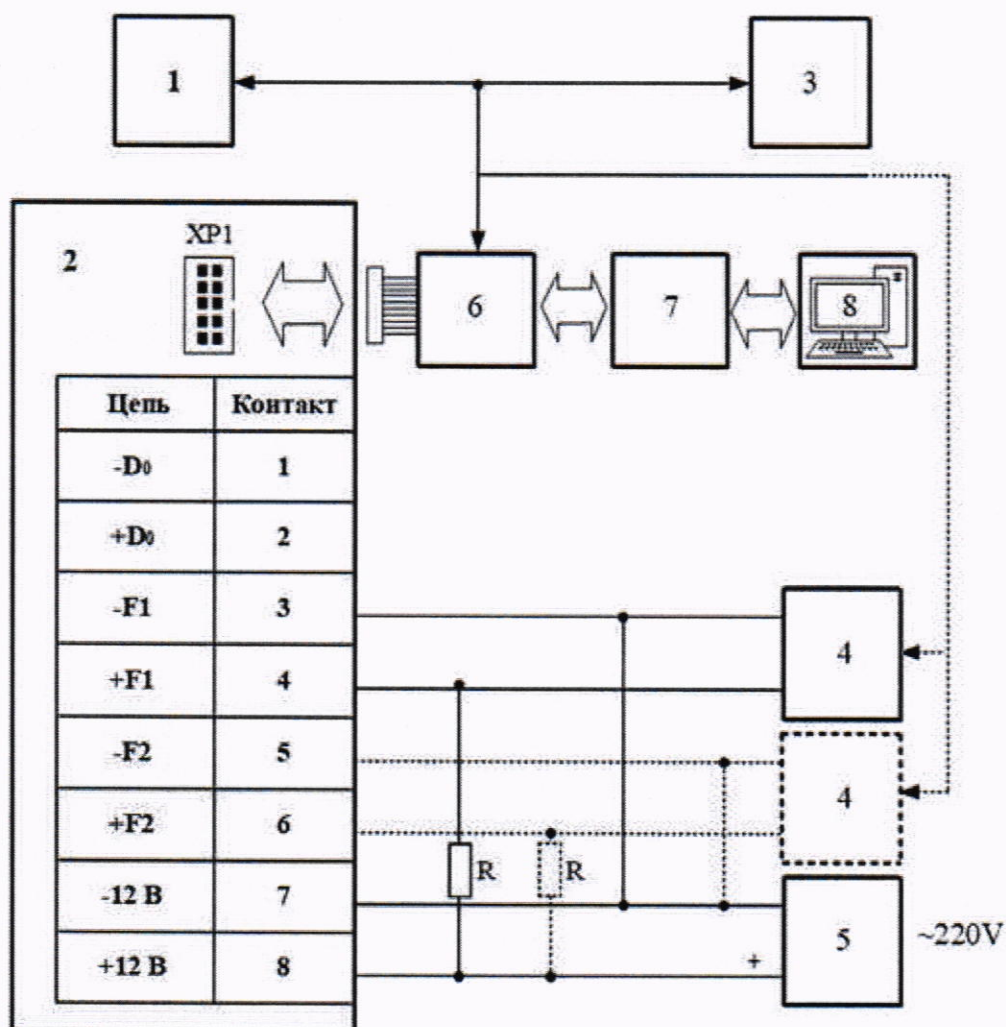 1
3
XP1
2
6
7
8
Цепь Контакт
-D0 1
+D0 2
-F1 3
+F1 4
-F2 5
+F2 6
-12 В 7
+12 В 8
4
4
R
R
5
~220V
+